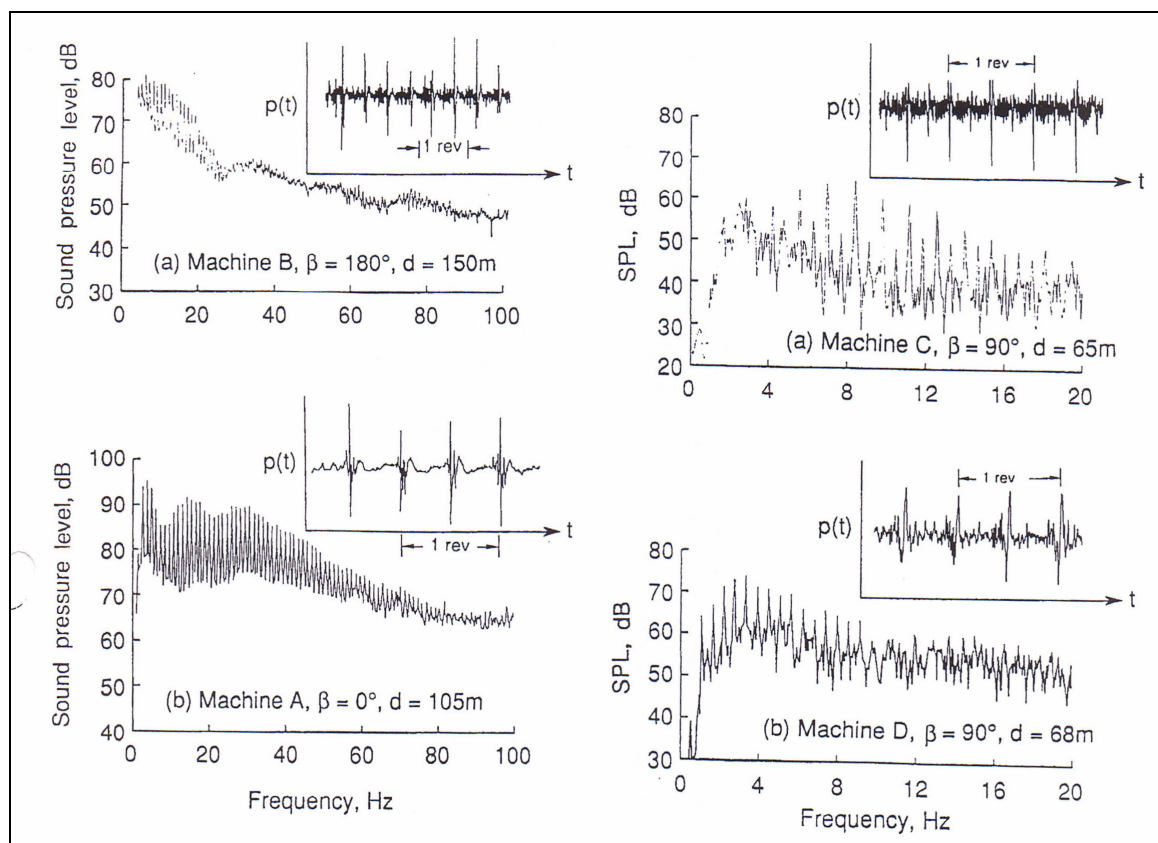 Sound pressure level, dB
80
70
60
50
40
30
0 20 40 60 80 100
p(t)
1 rev
t
(a) Machine B, β = 180°, d = 150m
SPL, dB
80
70
60
50
40
30
20
0 4 8 12 16 20
p(t)
1 rev
t
(a) Machine C, β = 90°, d = 65m
Sound pressure level, dB
100
90
80
70
60
50
40
0 20 40 60 80 100
p(t)
1 rev
t
(b) Machine A, β = 0°, d = 105m
Frequency, Hz
SPL, dB
80
70
60
50
40
30
0 4 8 12 16 20
p(t)
1 rev
t
(b) Machine D, β = 90°, d = 68m
Frequency, Hz